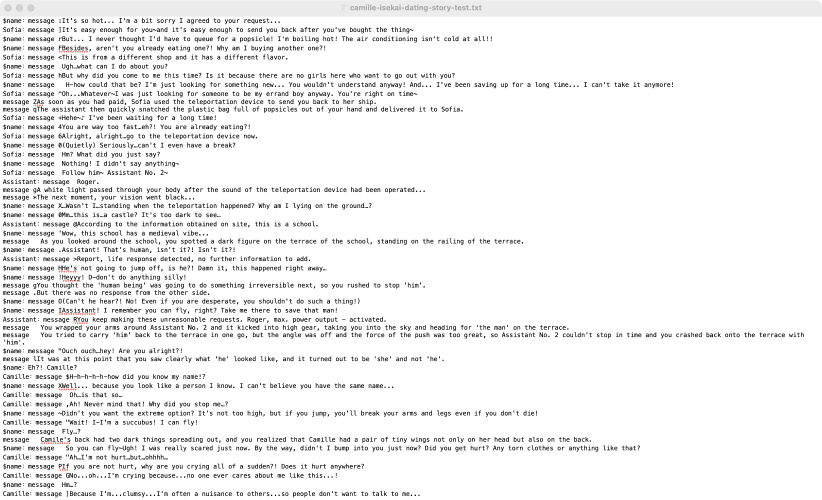 camille-isekai-dating-story-test.txt
$name: message :It's so hot... I'm a bit sorry I agreed to your request...
Sofia: message ]It's easy enough for you—and it's easy enough to send you back after you've bought the thing~
$name: message rBut... I never thought I'd have to queue for a popsicle! I'm boiling hot! The air conditioning isn't cold at all!!
$name: message FBesides, aren't you already eating one?! Why am I buying another one?!
Sofia: message <This is from a different shop and it has a different flavor.
$name: message  Ugh…what can I do about you?
Sofia: message hBut why did you come to me this time? Is it because there are no girls here who want to go out with you?
$name: message   H-how could that be? I'm just looking for something new... You wouldn't understand anyway! And... I've been saving up for a long time... I can't take it anymore!
Sofia: message ^Oh...Whatever~I was just looking for someone to be my errand boy anyway. You're right on time~
message ZAs soon as you had paid, Sofia used the teleportation device to send you back to her ship.
message qThe assistant then quickly snatched the plastic bag full of popsicles out of your hand and delivered it to Sofia.
Sofia: message +Hehe~♪ I've been waiting for a long time!
$name: message 4You are way too fast…eh?! You are already eating?!
Sofia: message 6Alright, alright…go to the teleportation device now.
$name: message 0(Quietly) Seriously…can't I even have a break?
Sofia: message  Hm? What did you just say?
$name: message  Nothing! I didn't say anything~
Sofia: message  Follow him~ Assistant No. 2~
Assistant: message  Roger.
message gA white light passed through your body after the sound of the teleportation device had been operated...
message *The next moment, your vision went black...
$name: message X…Wasn't I…standing when the teleportation happened? Why am I lying on the ground…?
$name: message 0Mm…this is…a castle? It's too dark to see…
Assistant: message @According to the information obtained on site, this is a school.
$name: message 'Wow, this school has a medieval vibe...
message   As you looked around the school, you spotted a dark figure on the terrace of the school, standing on the railing of the terrace.
$name: message .Assistant! That's human, isn't it?! Isn't it?!
Assistant: message >Report, life response detected, no further information to add.
$name: message HHe's not going to jump off, is he?! Damn it, this happened right away…
$name: message !Heyyy! D-don't do anything silly!
message gYou thought the 'human being' was going to do something irreversible next, so you rushed to stop 'him'.
message .But there was no response from the other side.
$name: message O(Can't he hear?! No! Even if you are desperate, you shouldn't do such a thing!)
$name: message IAssistant! I remember you can fly, right? Take me there to save that man!
Assistant: message RYou keep making these unreasonable requests. Roger, max. power output – activated.
message   You wrapped your arms around Assistant No. 2 and it kicked into high gear, taking you into the sky and heading for 'the man' on the terrace.
message   You tried to carry 'him' back to the terrace in one go, but the angle was off and the force of the push was too great, so Assistant No. 2 couldn't stop in time and you crashed back onto the terrace with
'him'.
$name: message "Ouch ouch…hey! Are you alright?!
message lIt was at this point that you saw clearly what 'he' looked like, and it turned out to be 'she' and not 'he'.
$name: Eh?! Camille?
Camille: message $H-h-h-h-h-how did you know my name!?
$name: message XWell... because you look like a person I know. I can't believe you have the same name...
Camille: message  Oh…is that so…
Camille: message ,Ah! Never mind that! Why did you stop me…?
$name: message ~Didn't you want the extreme option? It's not too high, but if you jump, you'll break your arms and legs even if you don't die!
Camille: message "Wait! I-I'm a succubus! I can fly!
$name: message  Fly…?
message   Camile's back had two dark things spreading out, and you realized that Camille had a pair of tiny wings not only on her head but also on the back.
$name: message   So you can fly~Ugh! I was really scared just now. By the way, didn't I bump into you just now? Did you get hurt? Any torn clothes or anything like that?
Camille: message "Ah…I'm not hurt…but…ohhhh…
$name: message PIf you are not hurt, why are you crying all of a sudden?! Does it hurt anywhere?
Camille: message GNo...oh...I'm crying because...no one ever cares about me like this...!
$name: message  Hm…?
Camille: message ]Because I'm...clumsy...I'm often a nuisance to others...so people don't want to talk to me...